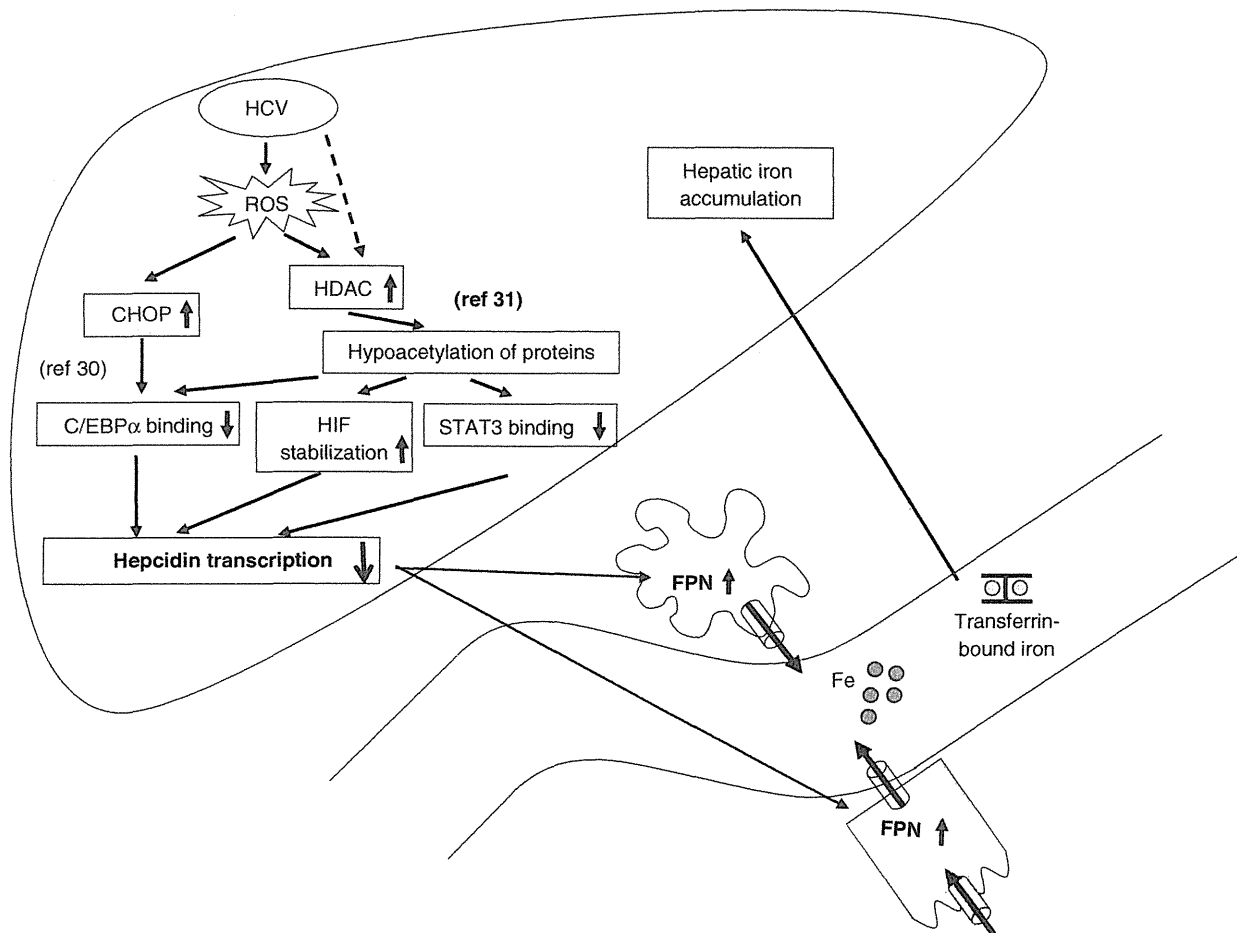 HCV
ROS
Hepatic iron
accumulation
HDAC
CHOP
(ref 31)
Hypoacetylation of proteins
(ref 30)
C/EBPα binding
HIF
stabilization
STAT3 binding
Hepcidin transcription
FPN
Transferrin-
bound iron
Fe
FPN